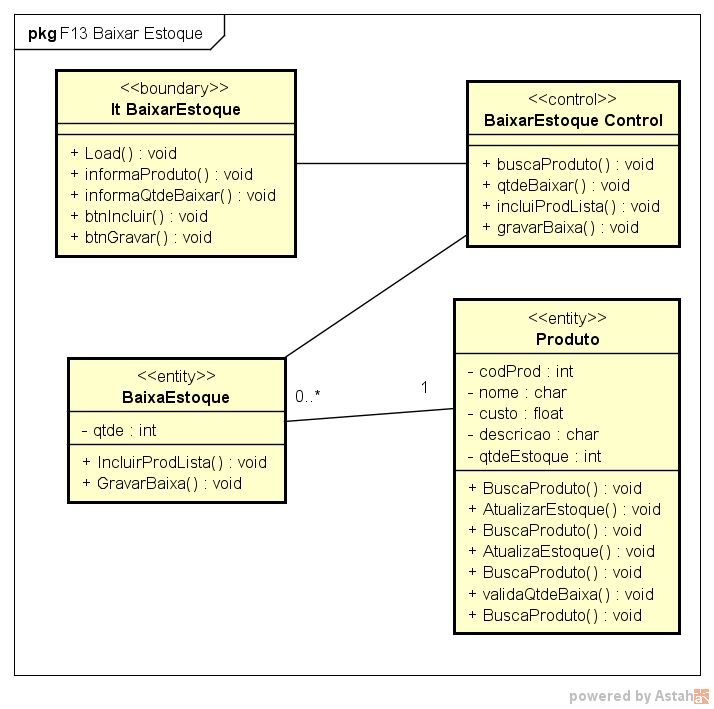 pkg F13 Baixar Estoque
<<boundary>>
It BaixarEstoque
+ Load() : void
+ informaProduto() : void
+ informaQtdeBaixar() : void
+ btnIncluir() : void
+ btnGravar() : void
<<control>>
BaixarEstoque Control
+ buscaProduto() : void
+ qtdeBaixar() : void
+ incluiProdLista() : void
+ gravarBaixa() : void
<<entity>>
BaixaEstoque
- qtde : int
+ IncluirProdLista() : void
+ GravarBaixa() : void
0..*
1
<<entity>>
Produto
- codProd : int
- nome : char
- custo : float
- descricao : char
- qtdeEstoque : int
+ BuscaProduto() : void
+ AtualizarEstoque() : void
+ BuscaProduto() : void
+ AtualizaEstoque() : void
+ BuscaProduto() : void
+ validaQtdeBaixa() : void
+ BuscaProduto() : void
powered by Astah